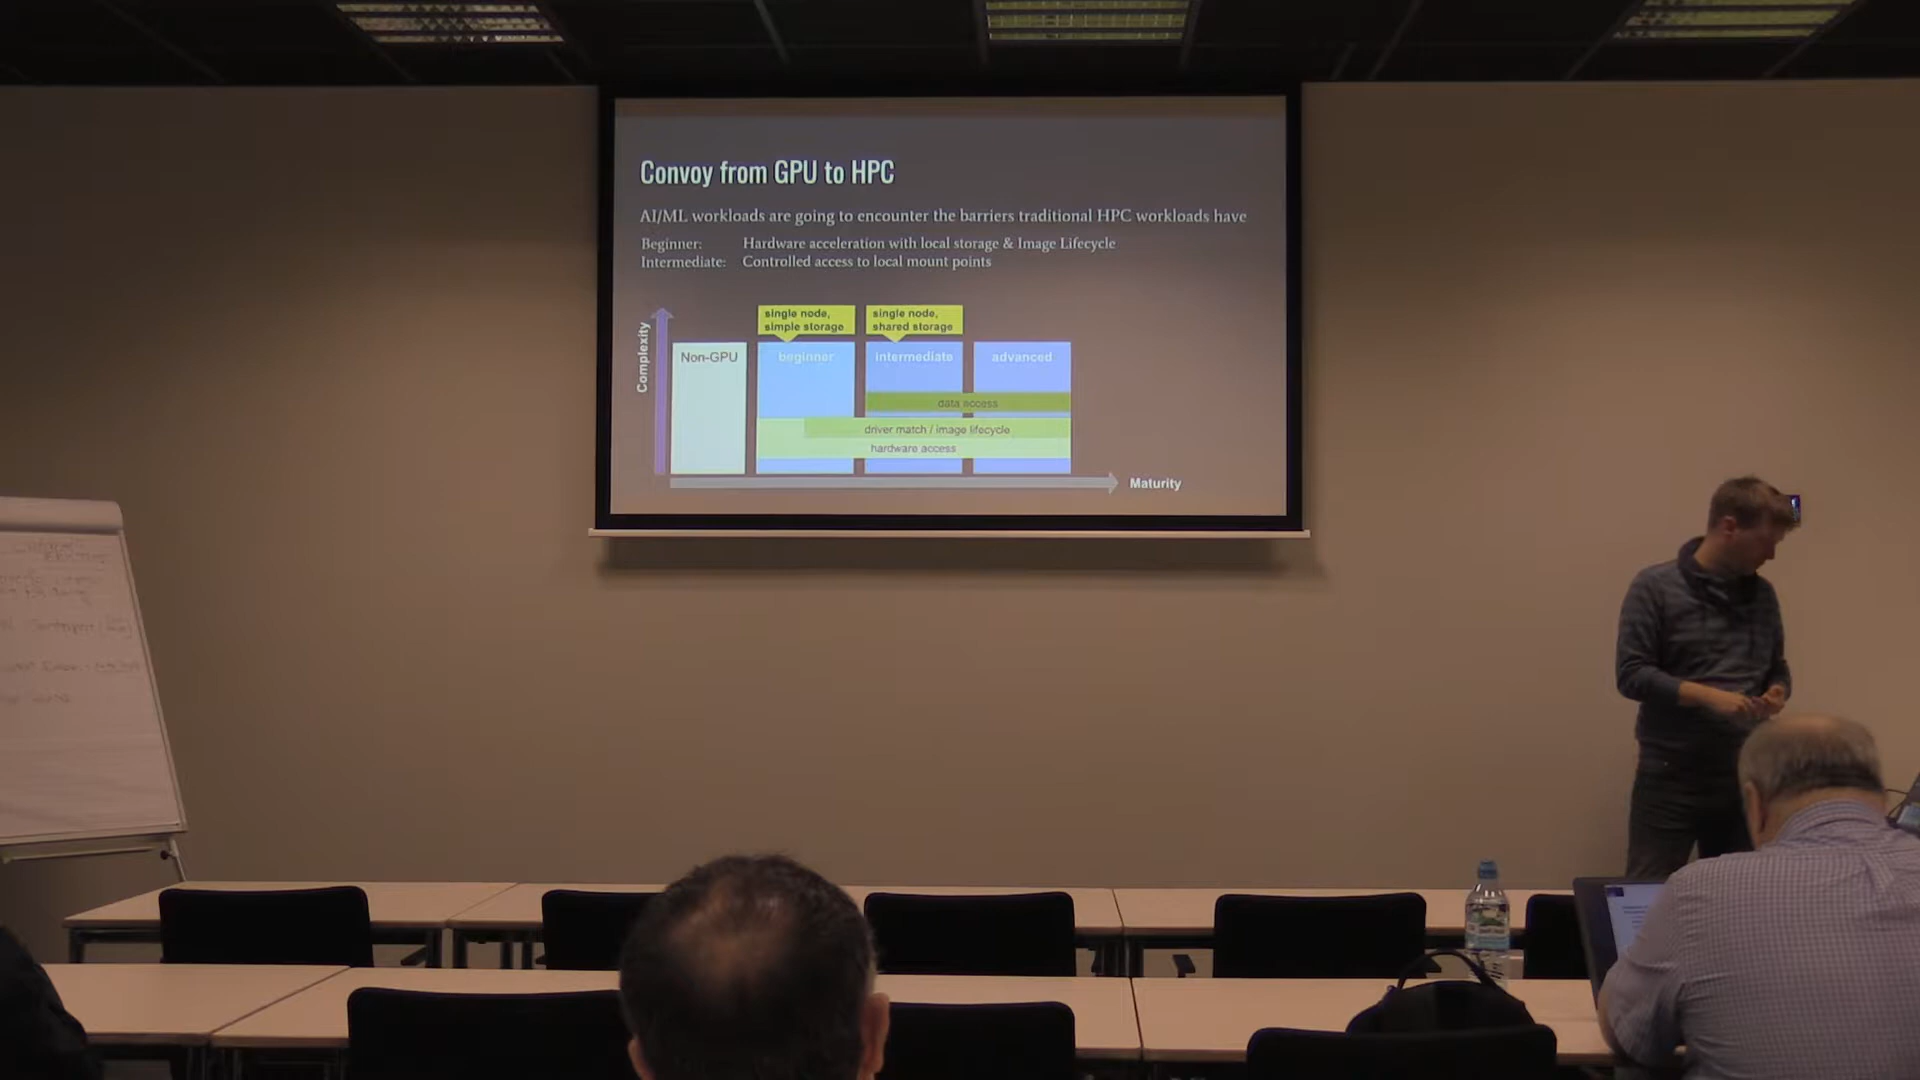 Convoy from GPU to HPC
AI/ML workloads are going to encounter the barriers traditional HPC workloads have
Beginner: Hardware acceleration with local storage & Image Lifecycle
Intermediate: Controlled access to local mount points
single node,
simple storage
single node,
shared storage
Complexity
Non-GPU
beginner
intermediate
advanced
data access
driver match / image lifecycle
hardware access
Maturity